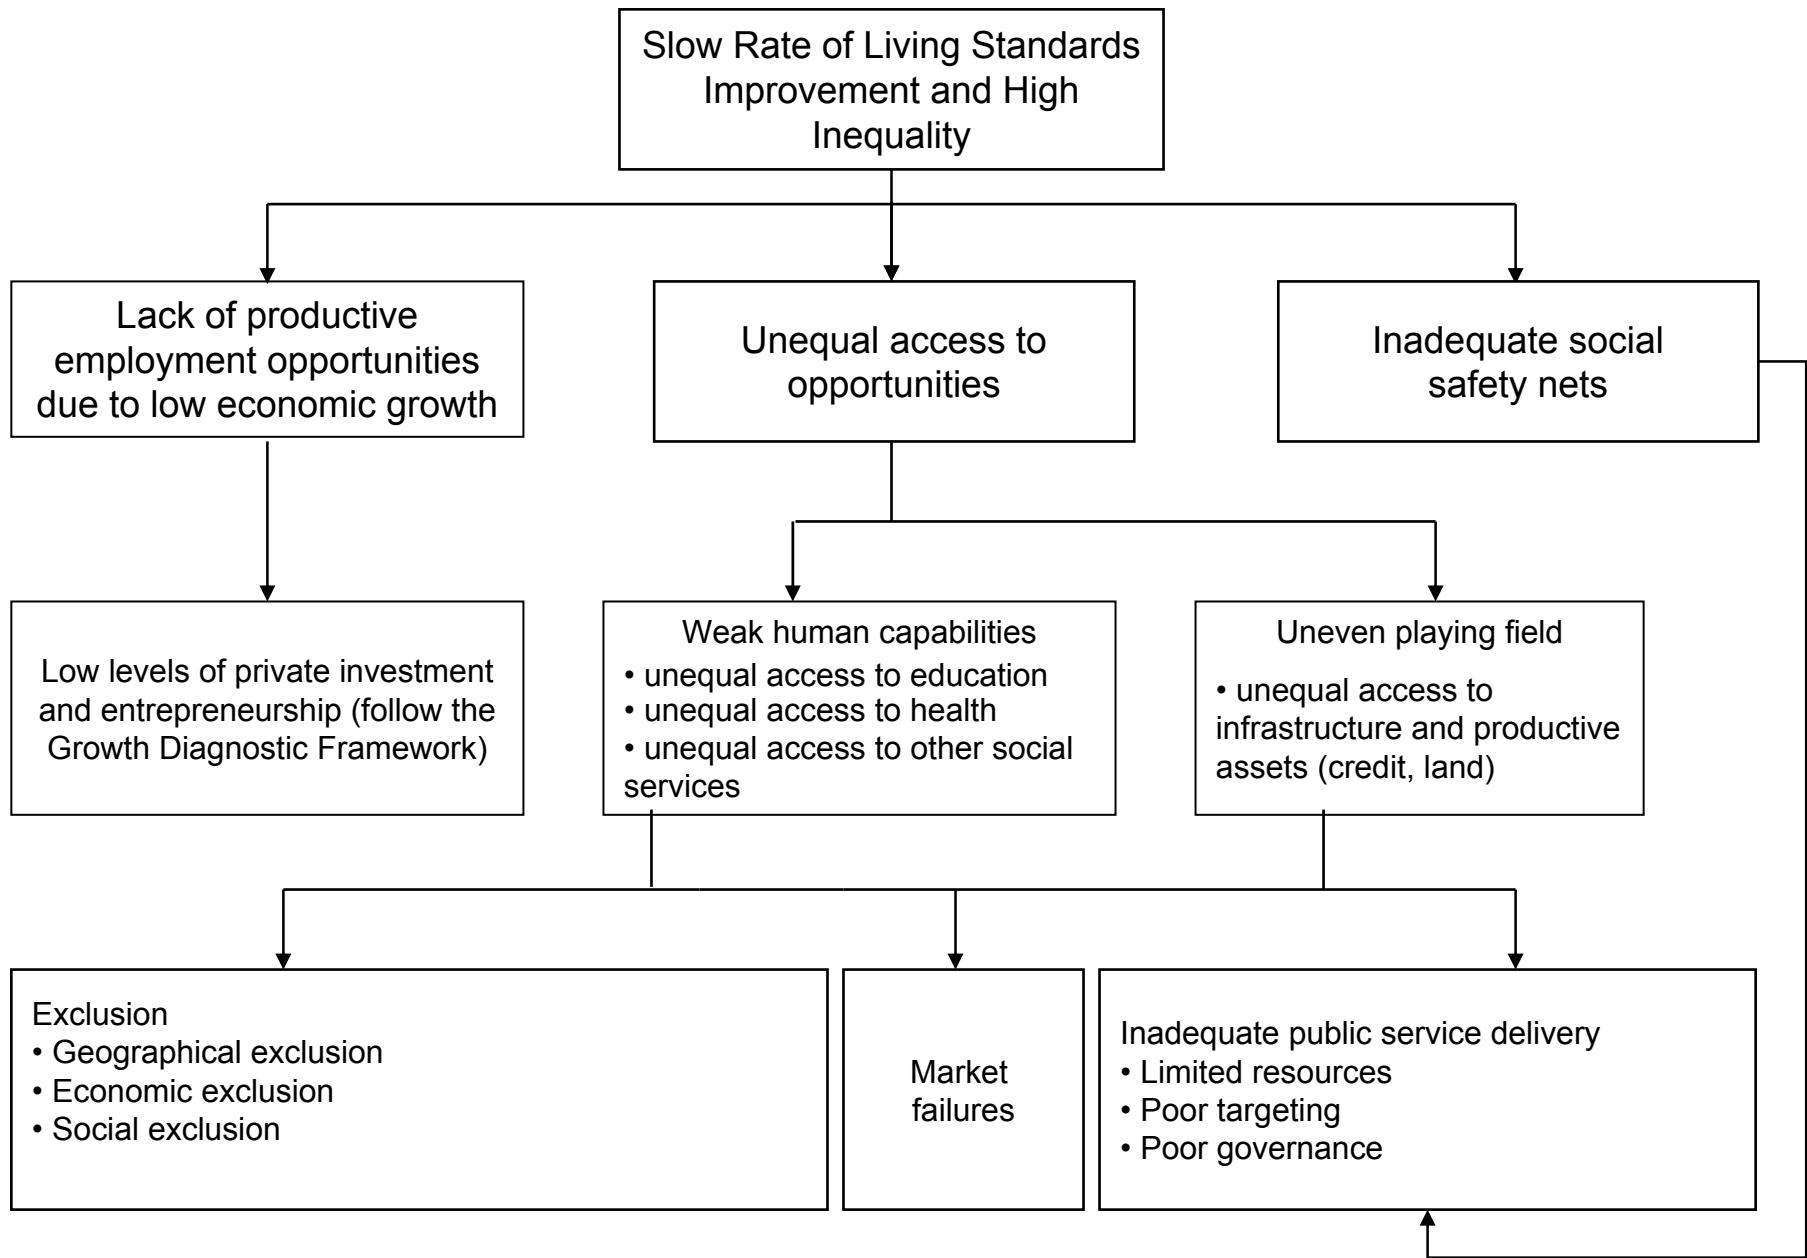 Slow Rate of Living Standards
Improvement and High
Inequality
Lack of productive
employment opportunities
due to low economic growth
Unequal access to
opportunities
Inadequate social
safety nets
Low levels of private investment
and entrepreneurship (follow the
Growth Diagnostic Framework)
Weak human capabilities
• unequal access to education
• unequal access to health
• unequal access to other social
services
Uneven playing field
• unequal access to
infrastructure and productive
assets (credit, land)
Exclusion
• Geographical exclusion
• Economic exclusion
• Social exclusion
Market
failures
Inadequate public service delivery
• Limited resources
• Poor targeting
• Poor governance